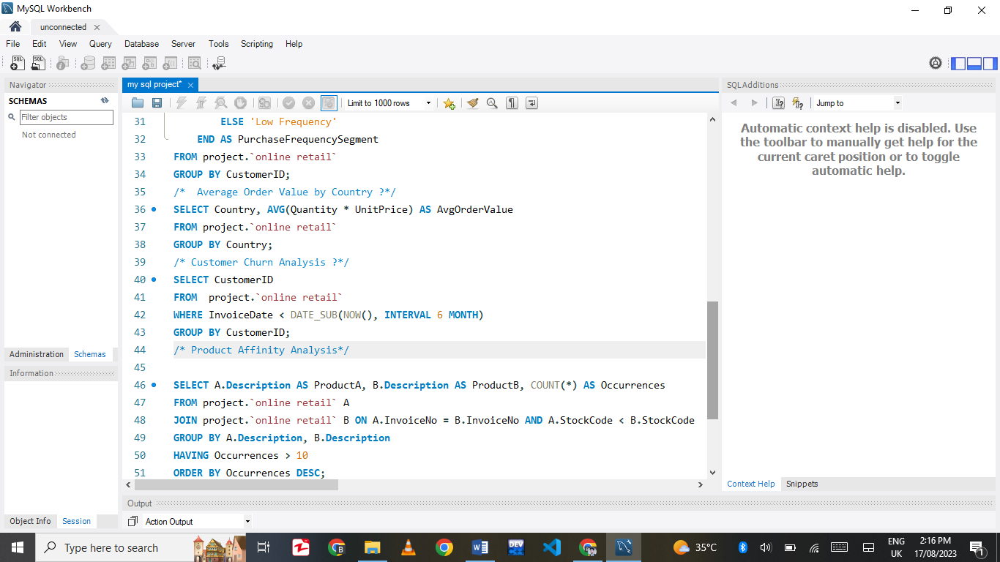 MySQL Workbench
unconnected
File Edit View Query Database Server Tools Scripting Help
Navigator
SCHEMAS
Filter objects
Not connected
Administration Schemas
Information
Object Info Session
my sql project*
Limit to 1000 rows
31 ELSE 'Low Frequency'
32 END AS PurchaseFrequencySegment
33 FROM project.`online retail`
34 GROUP BY CustomerID;
35 /*  Average Order Value by Country ?*/
36 SELECT Country, AVG(Quantity * UnitPrice) AS AvgOrderValue
37 FROM project.`online retail`
38 GROUP BY Country;
39 /* Customer Churn Analysis ?*/
40 SELECT CustomerID
41 FROM  project.`online retail`
42 WHERE InvoiceDate < DATE_SUB(NOW(), INTERVAL 6 MONTH)
43 GROUP BY CustomerID;
44 /* Product Affinity Analysis*/
45
46 SELECT A.Description AS ProductA, B.Description AS ProductB, COUNT(*) AS Occurrences
47 FROM project.`online retail` A
48 JOIN project.`online retail` B ON A.InvoiceNo = B.InvoiceNo AND A.StockCode < B.StockCode
49 GROUP BY A.Description, B.Description
50 HAVING Occurrences > 10
51 ORDER BY Occurrences DESC;
Output
Action Output
SQLAdditions
Jump to
Automatic context help is disabled. Use
the toolbar to manually get help for the
current caret position or to toggle
automatic help.
Context Help Snippets
Type here to search
DEV
35°C
ENG
UK
2:16 PM
17/08/2023
1